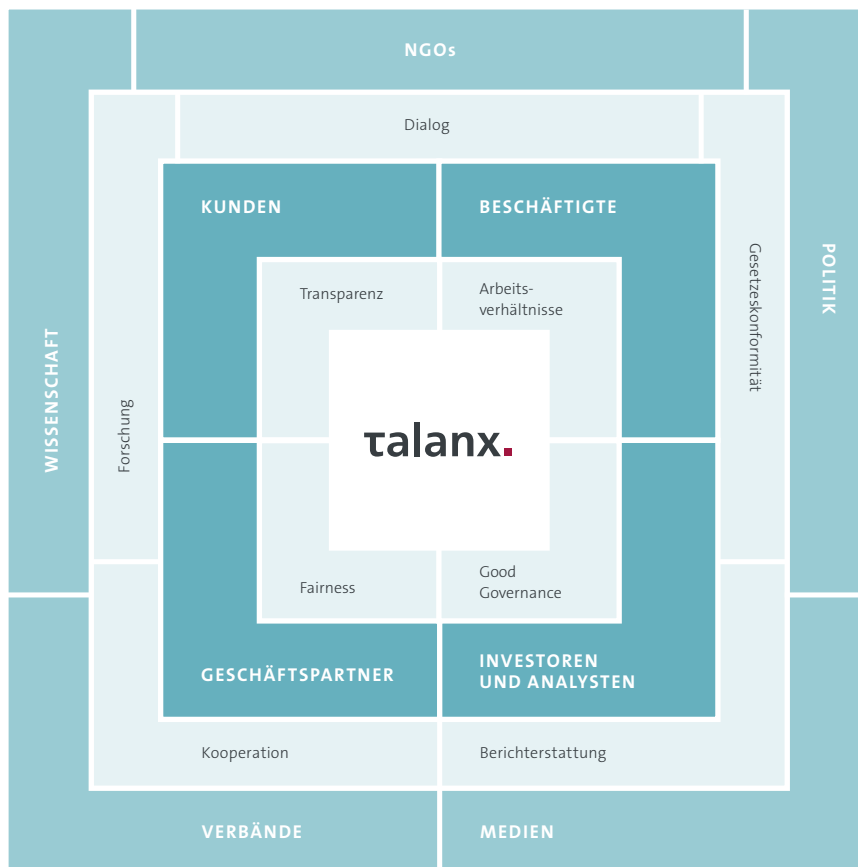 NGOs
Dialog
KUNDEN
BESCHÄFTIGTE
Transparenz
Arbeits-
verhältnisse
WISSENSCHAFT
Forschung
Gesetzeskonformität
POLITIK
talanx.
Fairness
Good
Governance
GESCHÄFTSPARTNER
INVESTOREN
UND ANALYSTEN
Kooperation
Berichterstattung
VERBÄNDE
MEDIEN